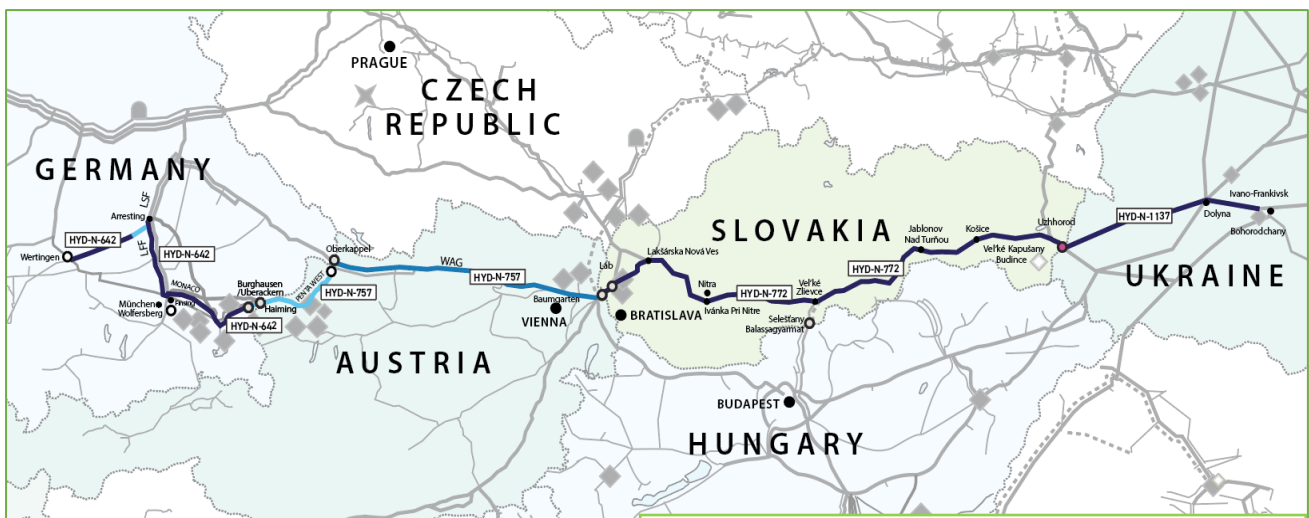 PRAGUE
CZECH
REPUBLIC
GERMANY
LSF
Arresting
HYD-N-642
LFF
HYD-N-642
Wertingen
Oberkappel
WAG
HYD-N-757
MONACO
PENTA WEST
HYD-N-757
Burghausen
/Überackern
Haiming
München
Wolfersberg
Finsing
HYD-N-642
Baumgarten
VIENNA
AUSTRIA
Láb
Lakšárska Nová Ves
BRATISLAVA
Nitra
Ivánka Pri Nitre
HYD-N-772
SLOVAKIA
Veľké
Zlievce
Selešťany
Balassagyarmat
HYD-N-772
Jablonov
Nad Turňou
Košice
Uzhhorod
Veľké Kapušany
Budince
HYD-N-1137
Dolyna
Ivano-Frankivsk
Bohorodchany
UKRAINE
BUDAPEST
HUNGARY